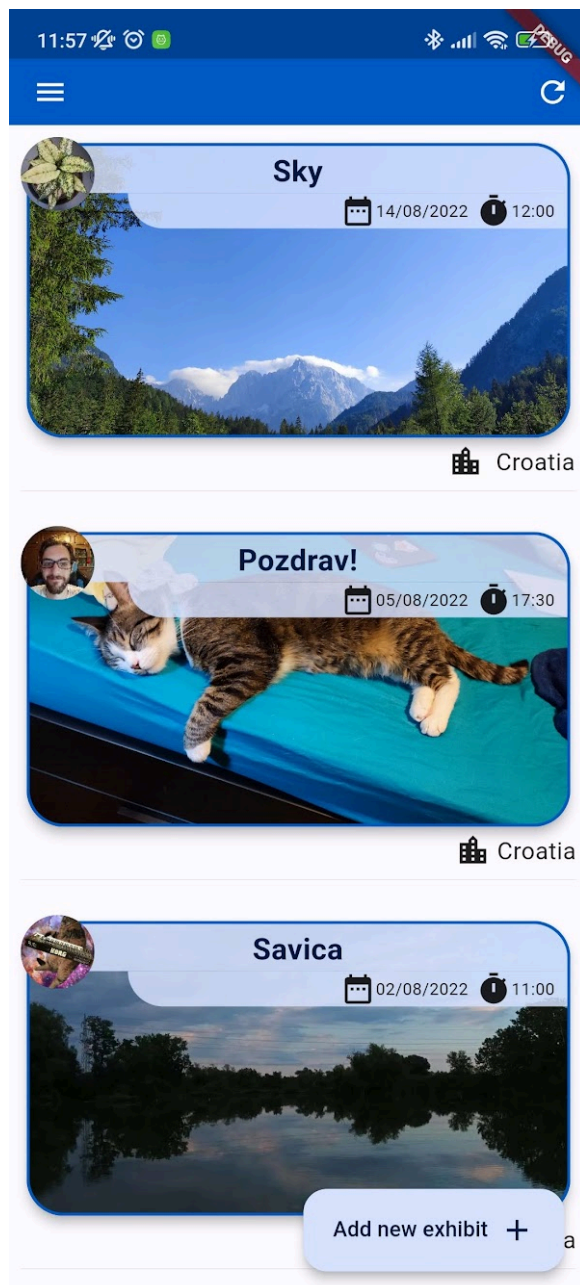 11:57
DEBUG
Sky
14/08/2022 12:00
Croatia
Pozdrav!
05/08/2022 17:30
Croatia
KORG
Savica
02/08/2022 11:00
Add new exhibit +
a